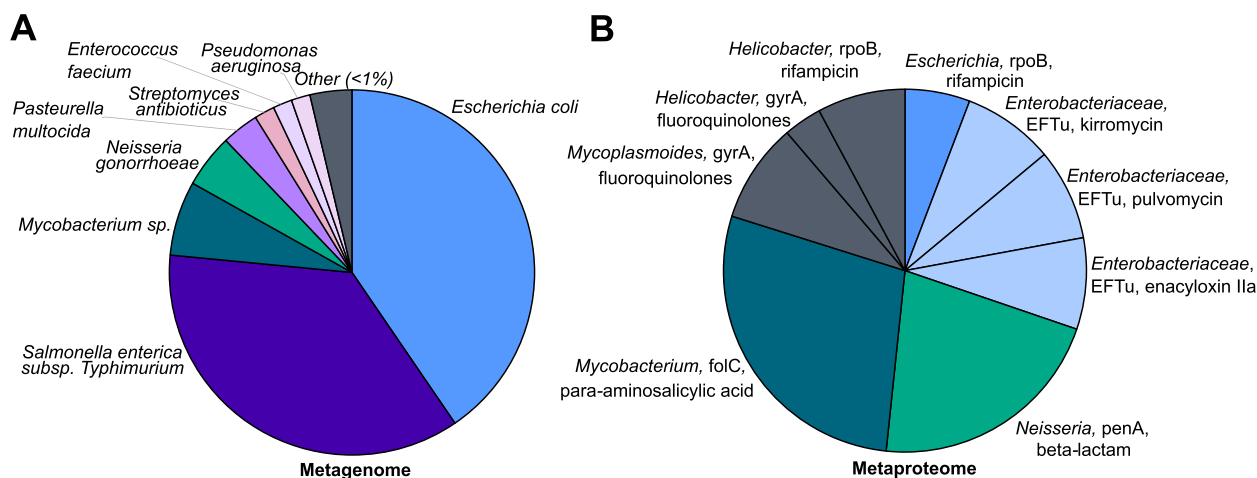 A
Enterococcus
faecium
Pseudomonas
aeruginosa
Other (<1%)
Streptomyces
antibioticus
Pasteurella
multocida
Neisseria
gonorrhoeae
Mycobacterium sp.
Salmonella enterica
subsp. Typhimurium
Escherichia coli
Metagenome
B
Helicobacter, rpoB,
rifampicin
Helicobacter, gyrA,
fluoroquinolones
Mycoplasmoides, gyrA,
fluoroquinolones
Mycobacterium, folC,
para-aminosalicylic acid
Escherichia, rpoB,
rifampicin
Enterobacteriaceae,
EFTu, kirromycin
Enterobacteriaceae,
EFTu, pulvomycin
Enterobacteriaceae,
EFTu, enacyloxin IIa
Neisseria, penA,
beta-lactam
Metaproteome